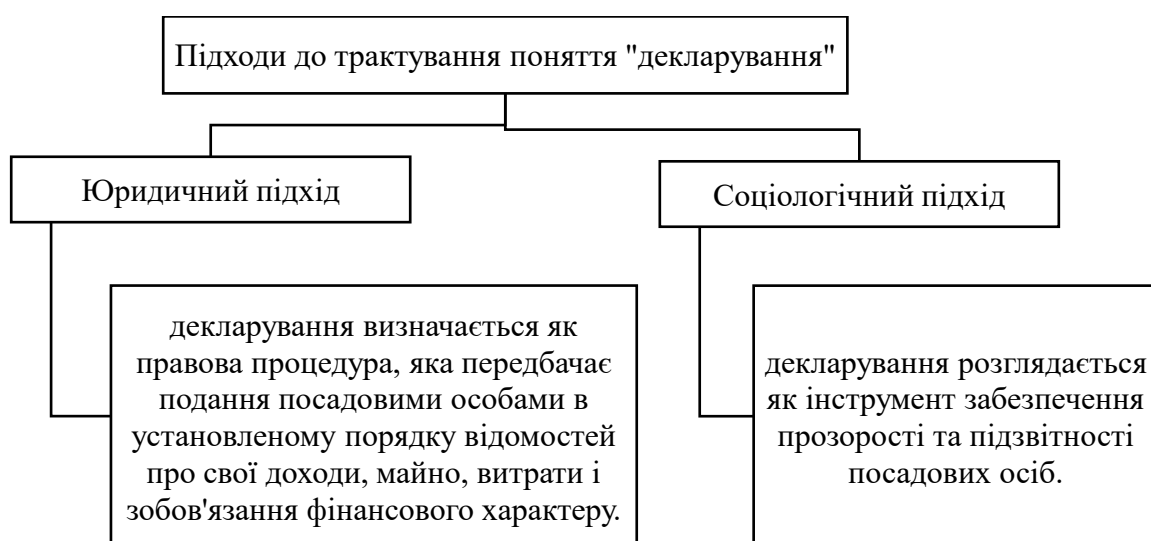 Підходи до трактування поняття "декларування"
Юридичний підхід
Соціологічний підхід
декларування визначається як
правова процедура, яка передбачає
подання посадовими особами в
установленому порядку відомостей
про свої доходи, майно, витрати і
зобов'язання фінансового характеру.
декларування розглядається
як інструмент забезпечення
прозорості та підзвітності
посадових осіб.